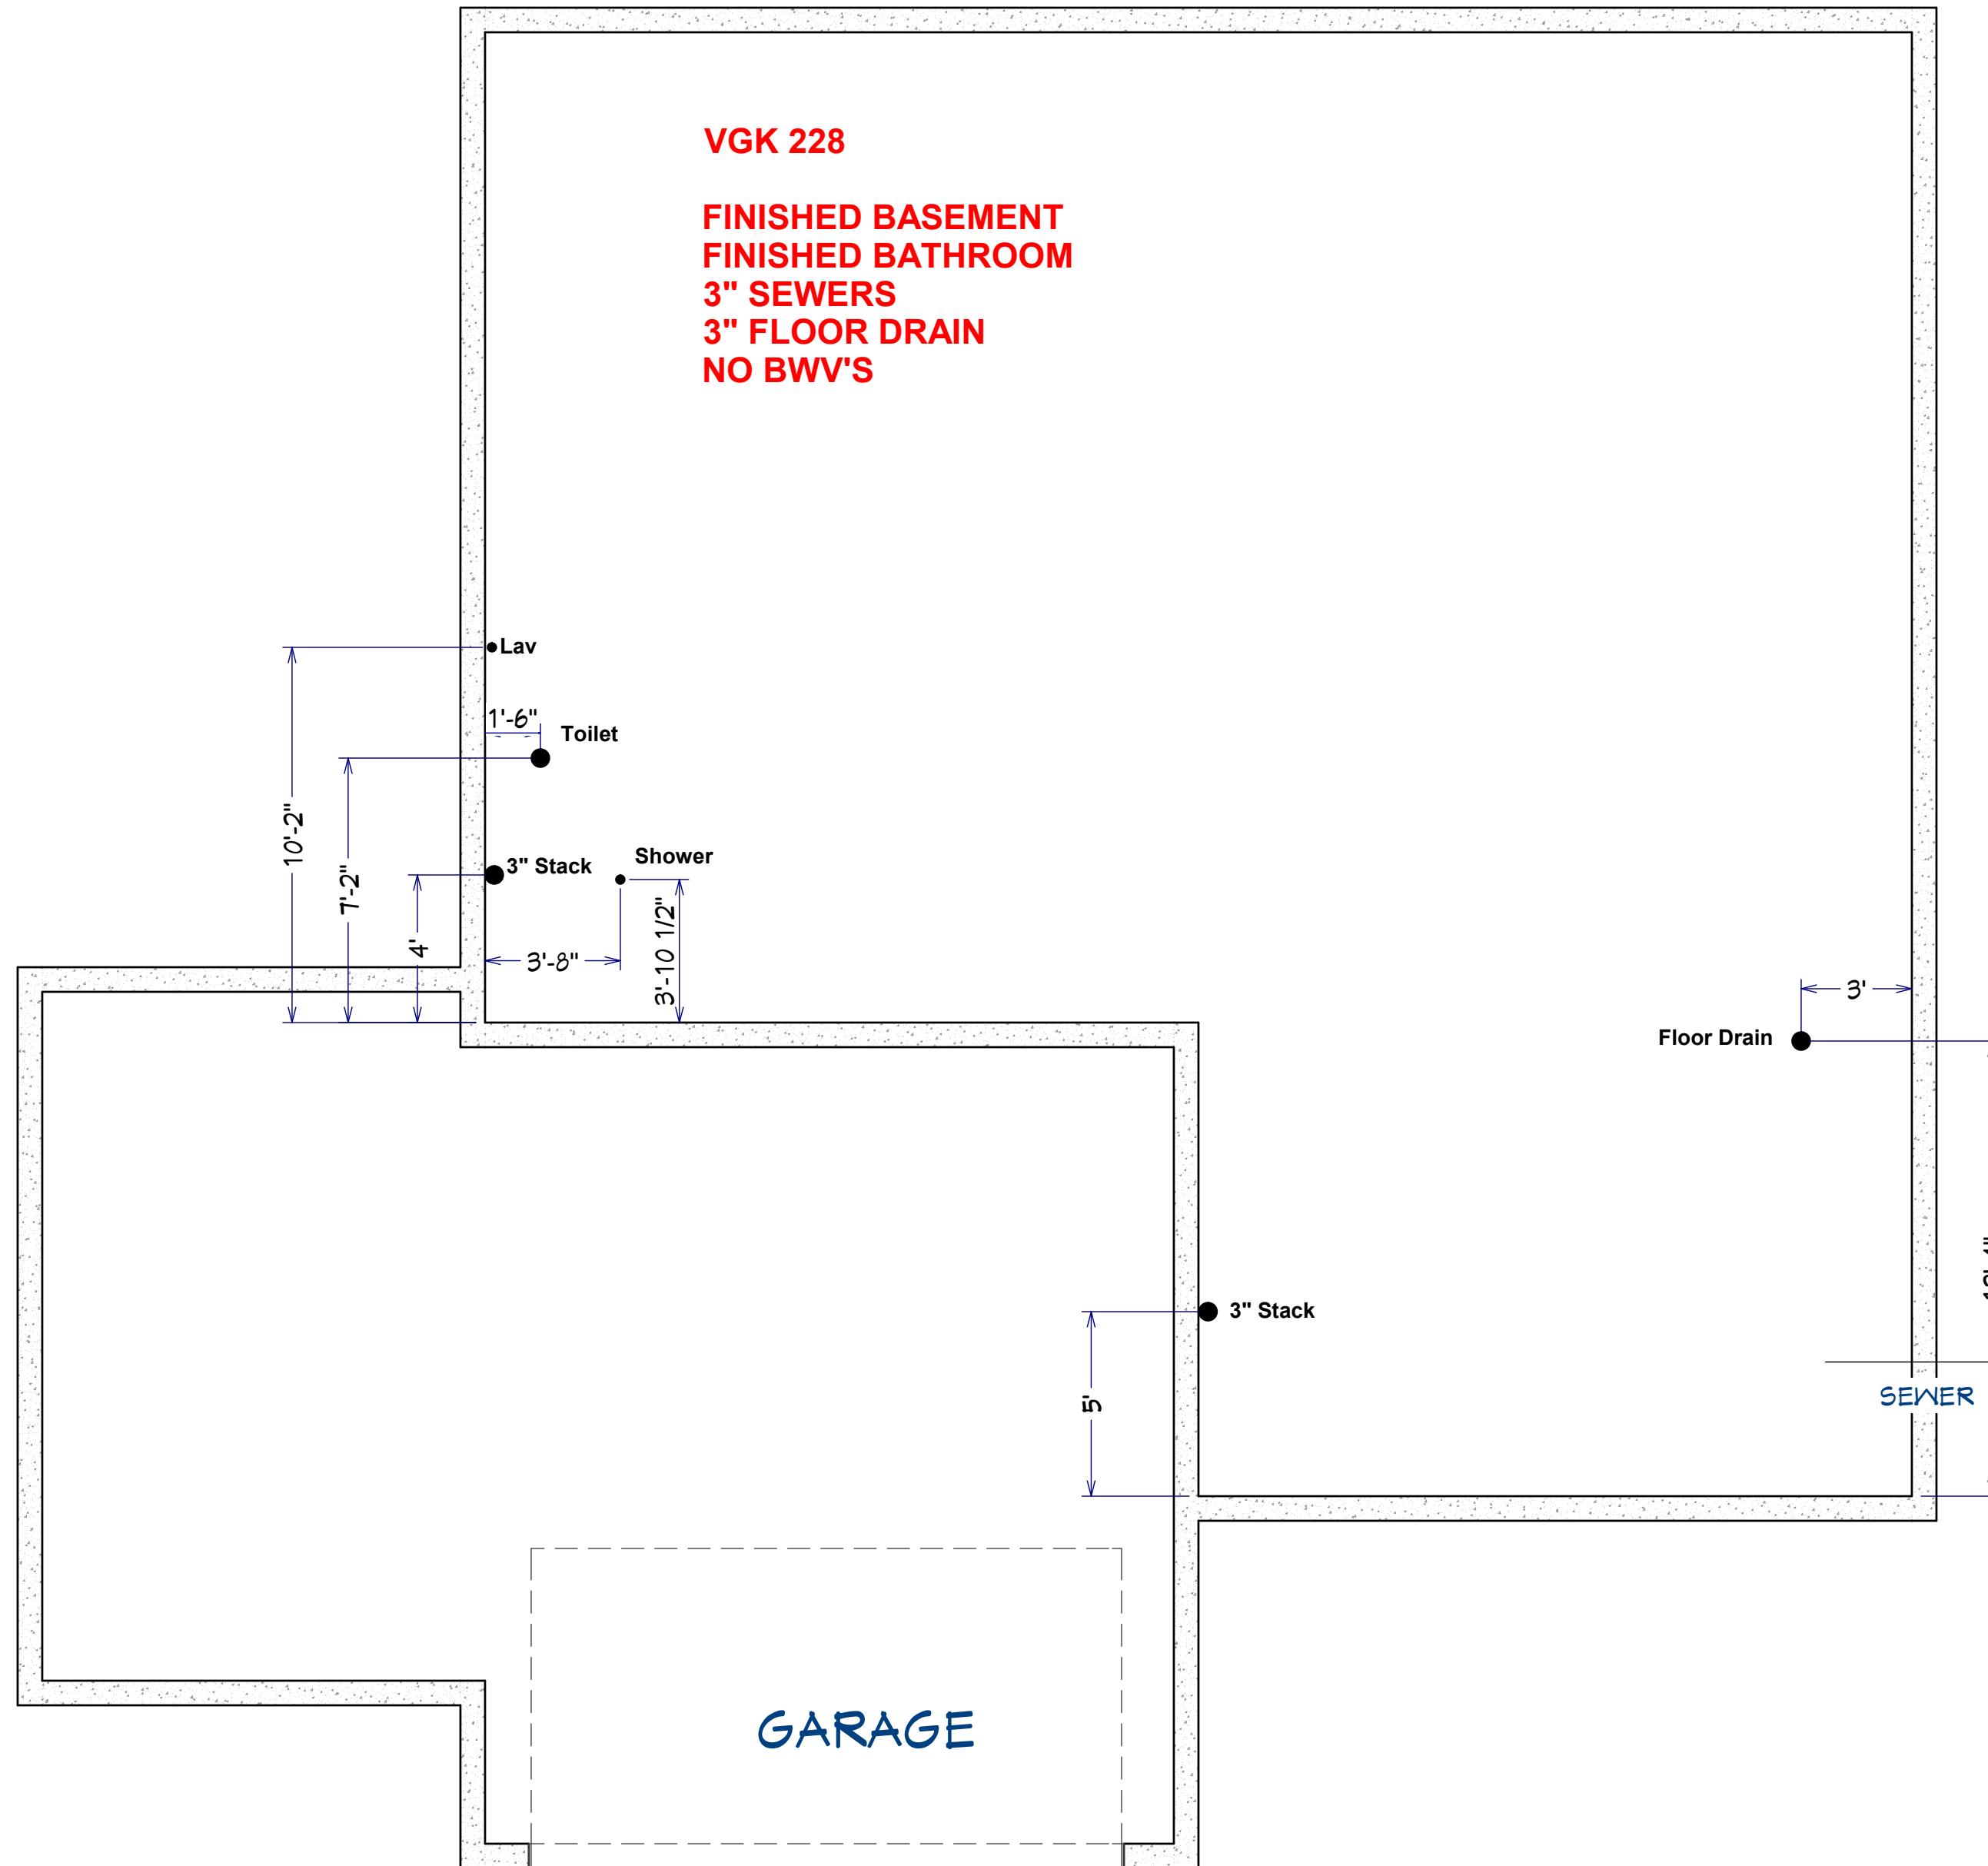 VGK 228
FINISHED BASEMENT
FINISHED BATHROOM
3" SEWERS
3" FLOOR DRAIN
NO BWV'S
Lav
1'-6"
Toilet
10'-2"
7'-2"
Shower
3" Stack
4'
3'-8"
3'-10 1/2"
3'
Floor Drain
3" Stack
5'
SEWER
GARAGE